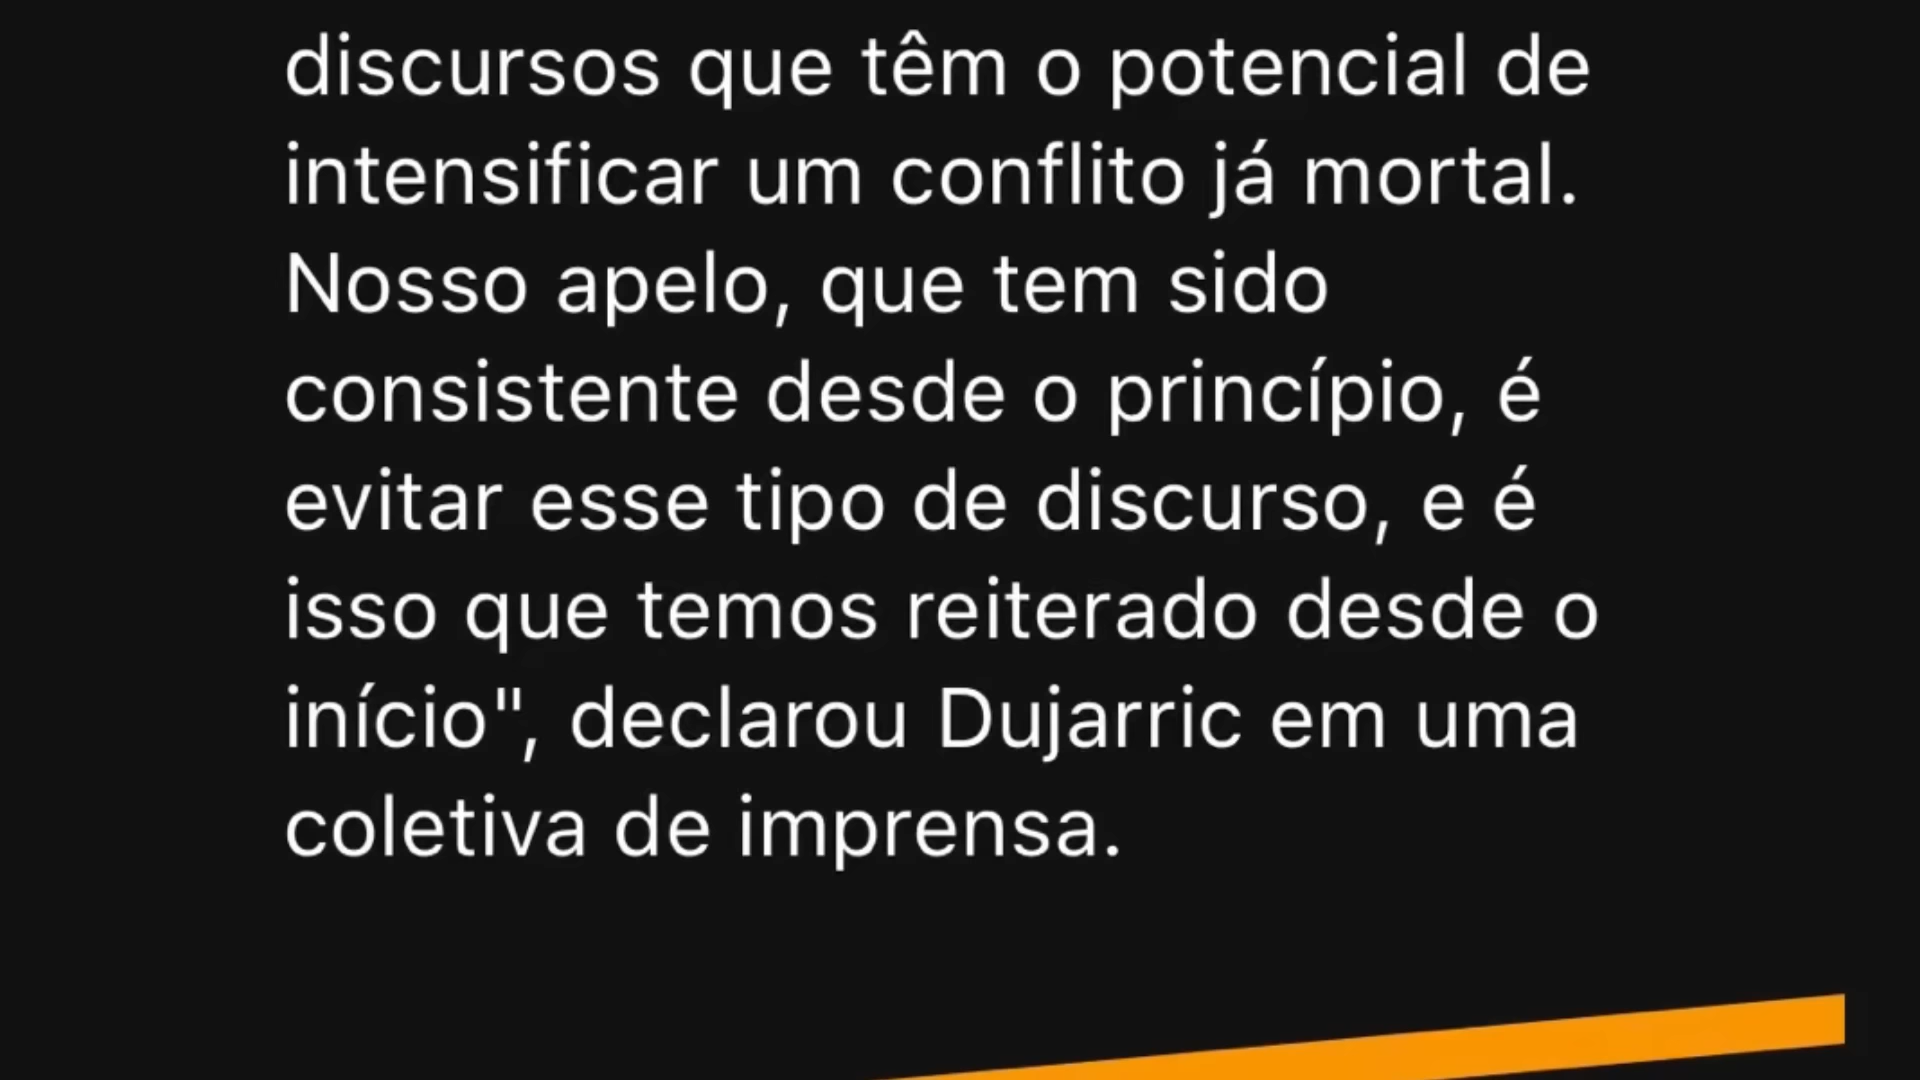 discursos que têm o potencial de
intensificar um conflito já mortal.
Nosso apelo, que tem sido
consistente desde o princípio, é
evitar esse tipo de discurso, e é
isso que temos reiterado desde o
início", declarou Dujarric em uma
coletiva de imprensa.